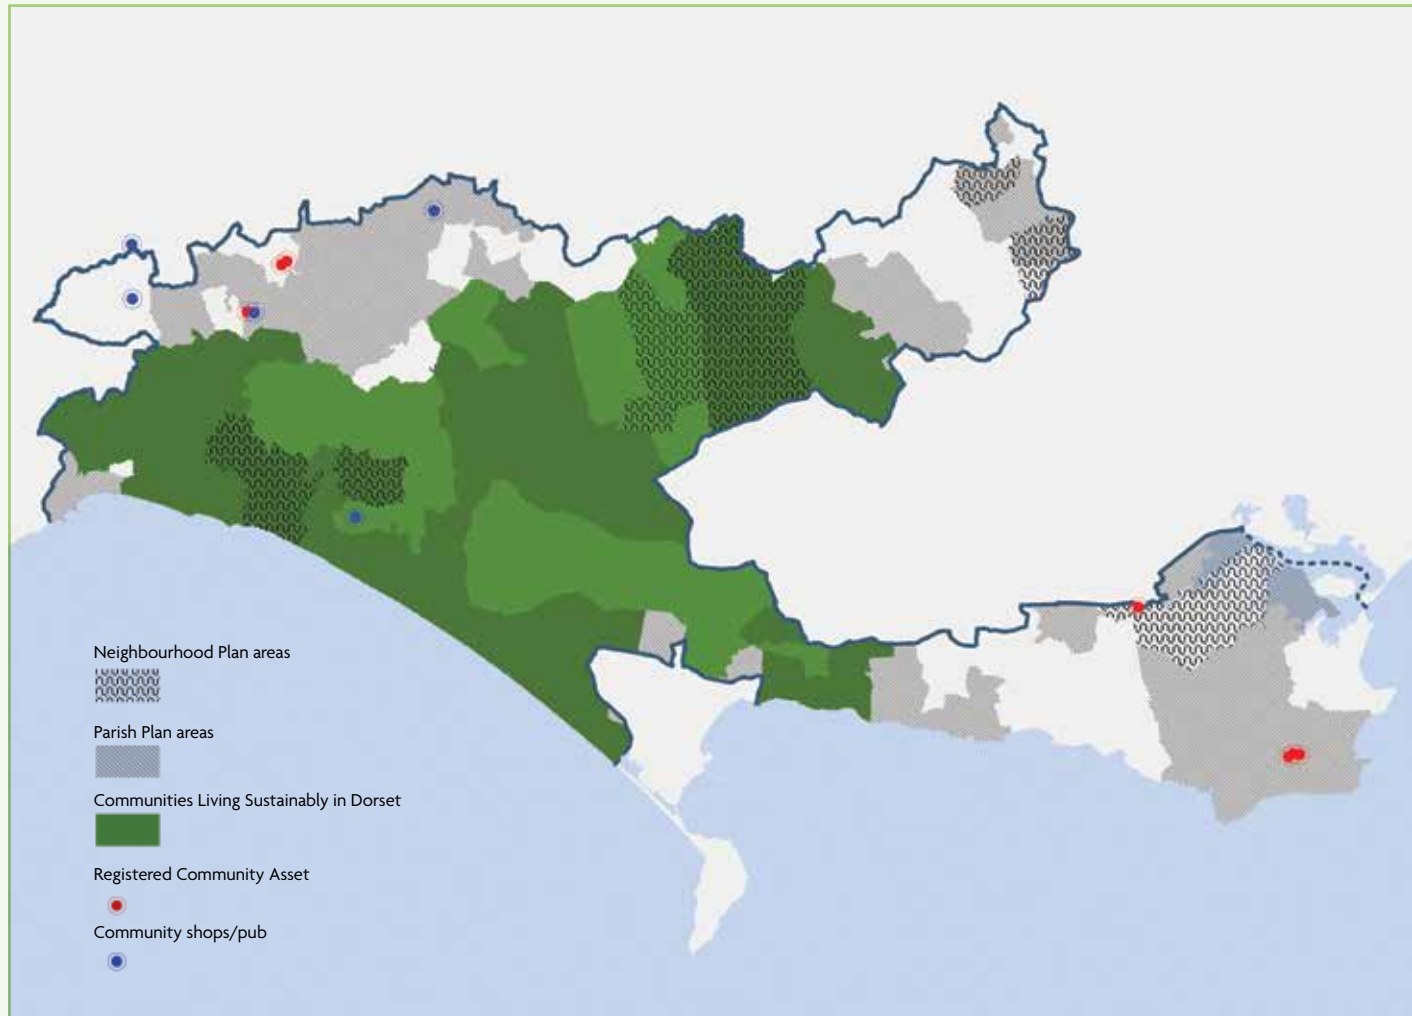 Neighbourhood Plan areas
Parish Plan areas
Communities Living Sustainably in Dorset
Registered Community Asset
Community shops/pub